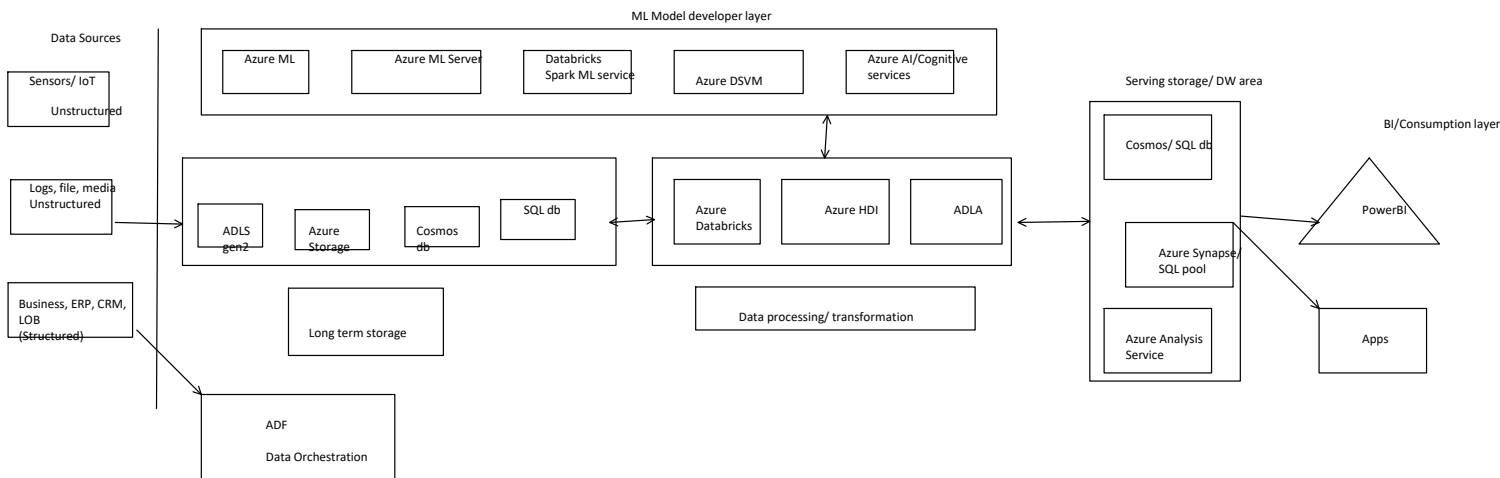 ML Model developer layer
Data Sources
Sensors/ IoT
Unstructured
Logs, file, media
Unstructured
Business, ERP, CRM,
LOB
(Structured)
Azure ML
Azure ML Server
Databricks
Spark ML service
Azure DSVM
Azure AI/Cognitive
services
ADLS
gen2
Azure
Storage
Cosmos
db
SQL db
Long term storage
ADF
Data Orchestration
Azure
Databricks
Azure HDI
ADLA
Data processing/ transformation
Serving storage/ DW area
Cosmos/ SQL db
Azure Synapse/
SQL pool
Azure Analysis
Service
BI/Consumption layer
PowerBI
Apps